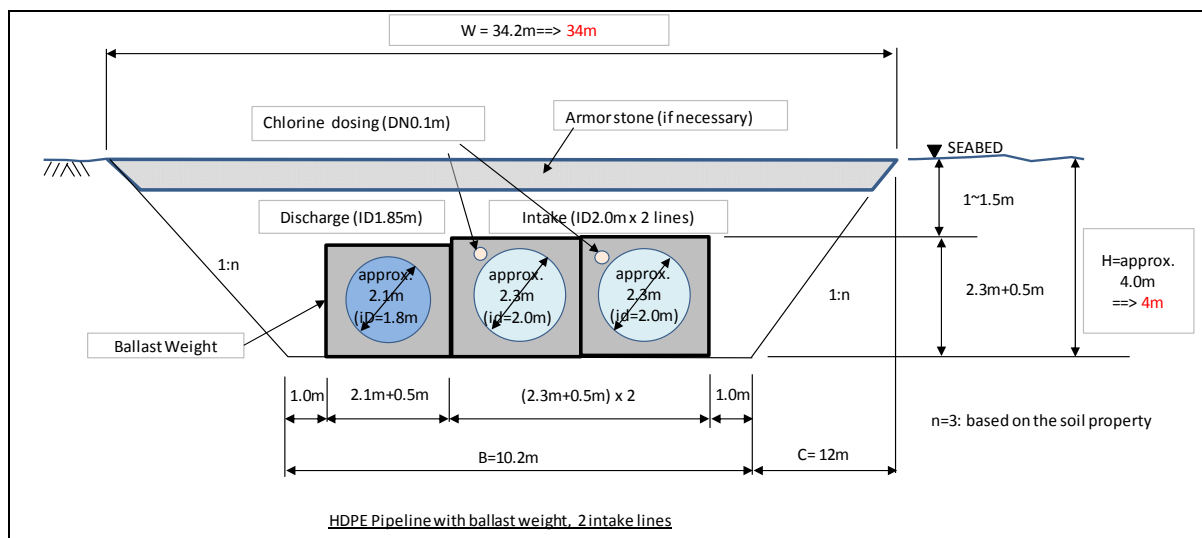 W = 34.2m==> 34m
Chlorine dosing (DN0.1m)
Armor stone (if necessary)
SEABED
Discharge (ID1.85m)
Intake (ID2.0m x 2 lines)
1~1.5m
1:n
approx.
2.1m
(iD=1.8m
approx.
2.3m
(id=2.0m)
approx.
2.3m
(id=2.0m)
1:n
2.3m+0.5m
H=approx.
4.0m
==> 4m
Ballast Weight
1.0m
2.1m+0.5m
(2.3m+0.5m) x 2
1.0m
n=3: based on the soil property
B=10.2m
C= 12m
HDPE Pipeline with ballast weight, 2 intake lines